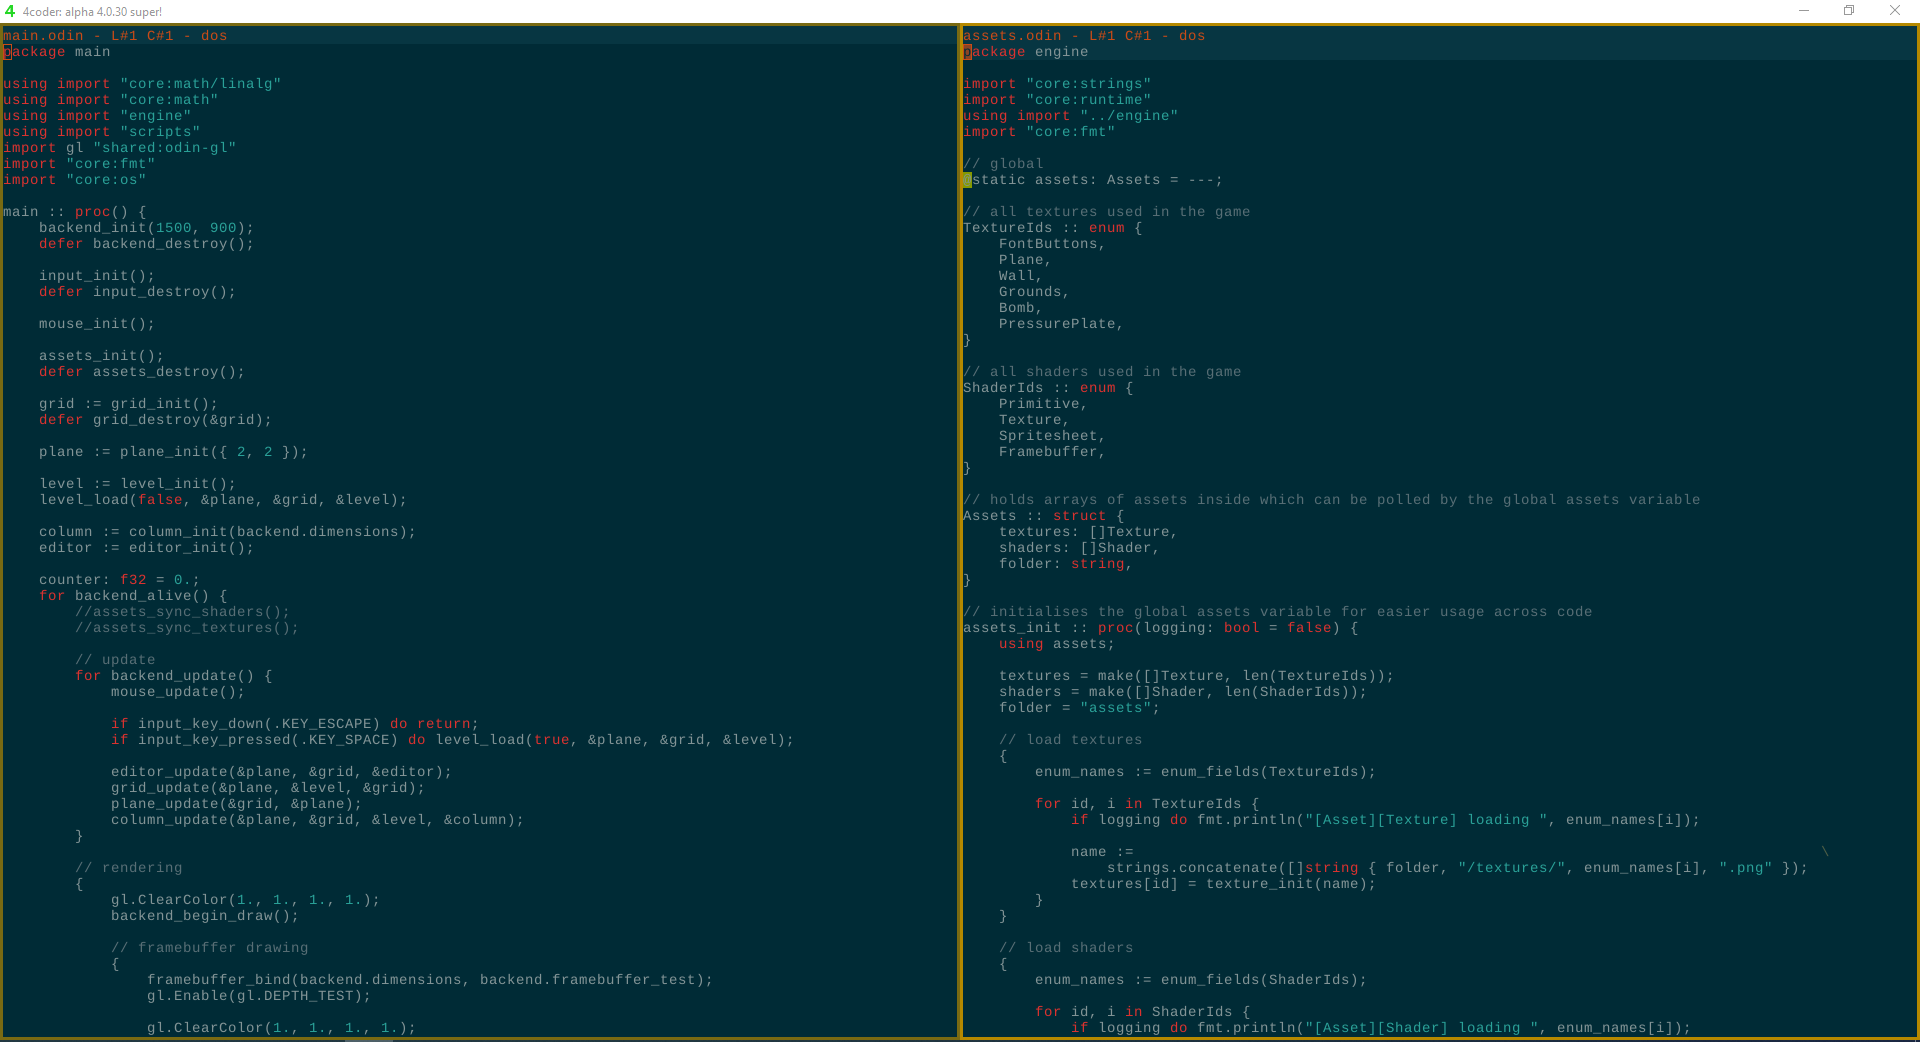 4 4coder: alpha 4.0.30 super!
main.odin - L#1 C#1 - dos
package main

using import "core:math/linalg"
using import "core:math"
using import "engine"
using import "scripts"
import gl "shared:odin-gl"
import "core:fmt"
import "core:os"

main :: proc() {
    backend_init(1500, 900);
    defer backend_destroy();

    input_init();
    defer input_destroy();

    mouse_init();

    assets_init();
    defer assets_destroy();

    grid := grid_init();
    defer grid_destroy(&grid);

    plane := plane_init({ 2, 2 });

    level := level_init();
    level_load(false, &plane, &grid, &level);

    column := column_init(backend.dimensions);
    editor := editor_init();

    counter: f32 = 0.;
    for backend_alive() {
        //assets_sync_shaders();
        //assets_sync_textures();

        // update
        for backend_update() {
            mouse_update();

            if input_key_down(.KEY_ESCAPE) do return;
            if input_key_pressed(.KEY_SPACE) do level_load(true, &plane, &grid, &level);

            editor_update(&plane, &grid, &editor);
            grid_update(&plane, &level, &grid);
            plane_update(&grid, &plane);
            column_update(&plane, &grid, &level, &column);
        }

        // rendering
        {
            gl.ClearColor(1., 1., 1., 1.);
            backend_begin_draw();

            // framebuffer drawing
            {
                framebuffer_bind(backend.dimensions, backend.framebuffer_test);
                gl.Enable(gl.DEPTH_TEST);

                gl.ClearColor(1., 1., 1., 1.);
assets.odin - L#1 C#1 - dos
package engine

import "core:strings"
import "core:runtime"
using import "../engine"
import "core:fmt"

// global
static assets: Assets = ---;

// all textures used in the game
TextureIds :: enum {
    FontButtons,
    Plane,
    Wall,
    Grounds,
    Bomb,
    PressurePlate,
}

// all shaders used in the game
ShaderIds :: enum {
    Primitive,
    Texture,
    Spritesheet,
    Framebuffer,
}

// holds arrays of assets inside which can be polled by the global assets variable
Assets :: struct {
    textures: []Texture,
    shaders: []Shader,
    folder: string,
}

// initialises the global assets variable for easier usage across code
assets_init :: proc(logging: bool = false) {
    using assets;

    textures = make([]Texture, len(TextureIds));
    shaders = make([]Shader, len(ShaderIds));
    folder = "assets";

    // load textures
    {
        enum_names := enum_fields(TextureIds);

        for id, i in TextureIds {
            if logging do fmt.println("[Asset][Texture] loading ", enum_names[i]);

            name := \
                strings.concatenate([]string { folder, "/textures/", enum_names[i], ".png" });
            textures[id] = texture_init(name);
        }
    }

    // load shaders
    {
        enum_names := enum_fields(ShaderIds);

        for id, i in ShaderIds {
            if logging do fmt.println("[Asset][Shader] loading ", enum_names[i]);